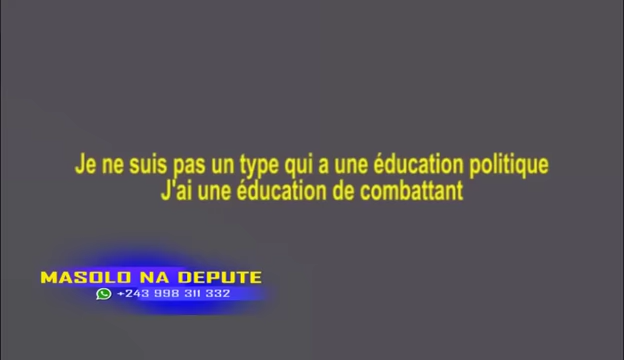 Je ne suis pas un type qui a une éducation politique
J'ai une éducation de combattant
MASOLO NA DEPUTE
+243 998 311 332